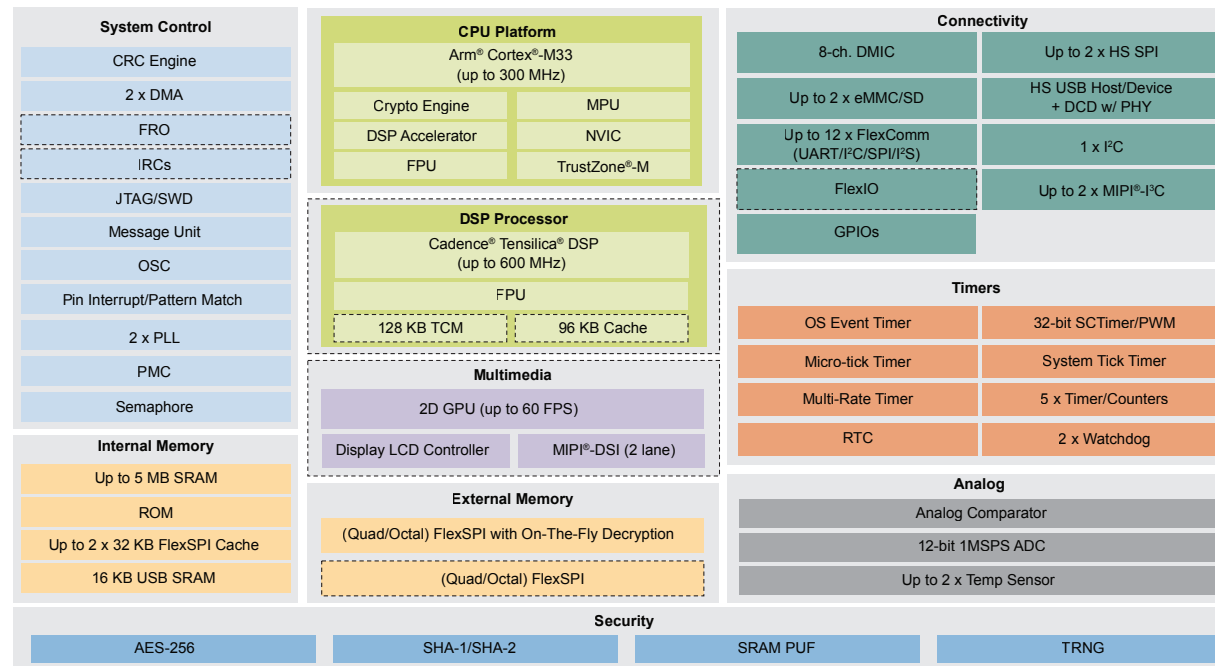 System Control
CRC Engine
2 x DMA
FRO
IRCs
JTAG/SWD
Message Unit
OSC
Pin Interrupt/Pattern Match
2 x PLL
PMC
Semaphore
Internal Memory
Up to 5 MB SRAM
ROM
Up to 2 x 32 KB FlexSPI Cache
16 KB USB SRAM
CPU Platform
Arm® Cortex®-M33
(up to 300 MHz)
Crypto Engine
MPU
DSP Accelerator
NVIC
FPU
TrustZone®-M
DSP Processor
Cadence® Tensilica® DSP
(up to 600 MHz)
FPU
128 KB TCM
96 KB Cache
Multimedia
2D GPU (up to 60 FPS)
Display LCD Controller
MIPI®-DSI (2 lane)
External Memory
(Quad/Octal) FlexSPI with On-The-Fly Decryption
(Quad/Octal) FlexSPI
Connectivity
8-ch. DMIC
Up to 2 x HS SPI
Up to 2 x eMMC/SD
HS USB Host/Device
+ DCD w/ PHY
Up to 12 x FlexComm
(UART/I²C/SPI/I²S)
1 x I²C
FlexIO
Up to 2 x MIPI®-I³C
GPIOs
Timers
OS Event Timer
32-bit SCTimer/PWM
Micro-tick Timer
System Tick Timer
Multi-Rate Timer
5 x Timer/Counters
RTC
2 x Watchdog
Analog
Analog Comparator
12-bit 1MSPS ADC
Up to 2 x Temp Sensor
Security
AES-256
SHA-1/SHA-2
SRAM PUF
TRNG